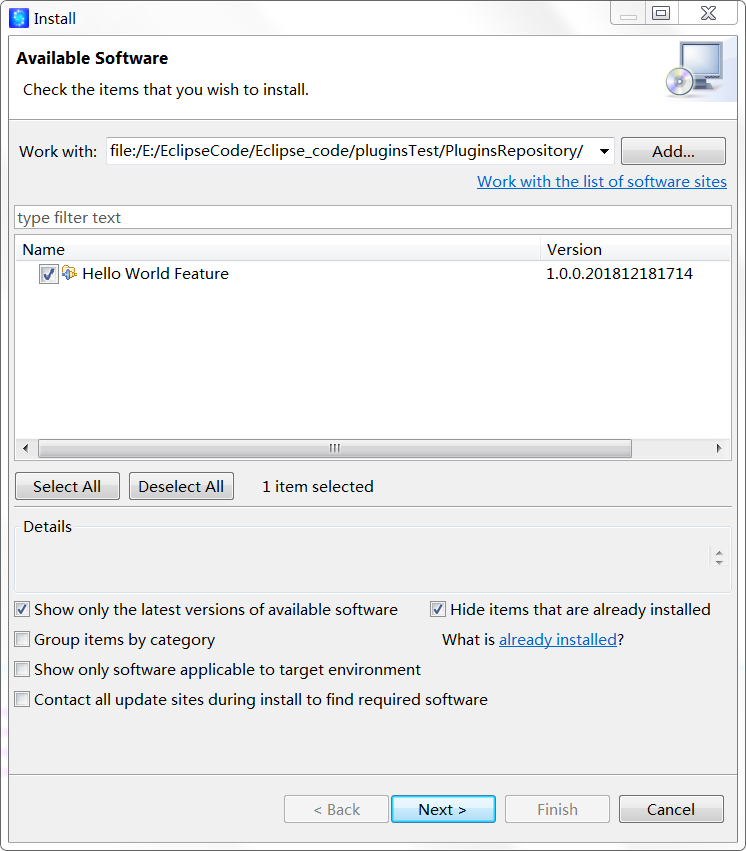 Install
Available Software
Check the items that you wish to install.
Work with: file:/E:/EclipseCode/Eclipse_code/pluginsTest/PluginsRepository/ Add...
Work with the list of software sites
type filter text
Name Version
Hello World Feature 1.0.0.201812181714
Select All Deselect All 1 item selected
Details
Show only the latest versions of available software Hide items that are already installed
Group items by category What is already installed?
Show only software applicable to target environment
Contact all update sites during install to find required software
< Back Next > Finish Cancel